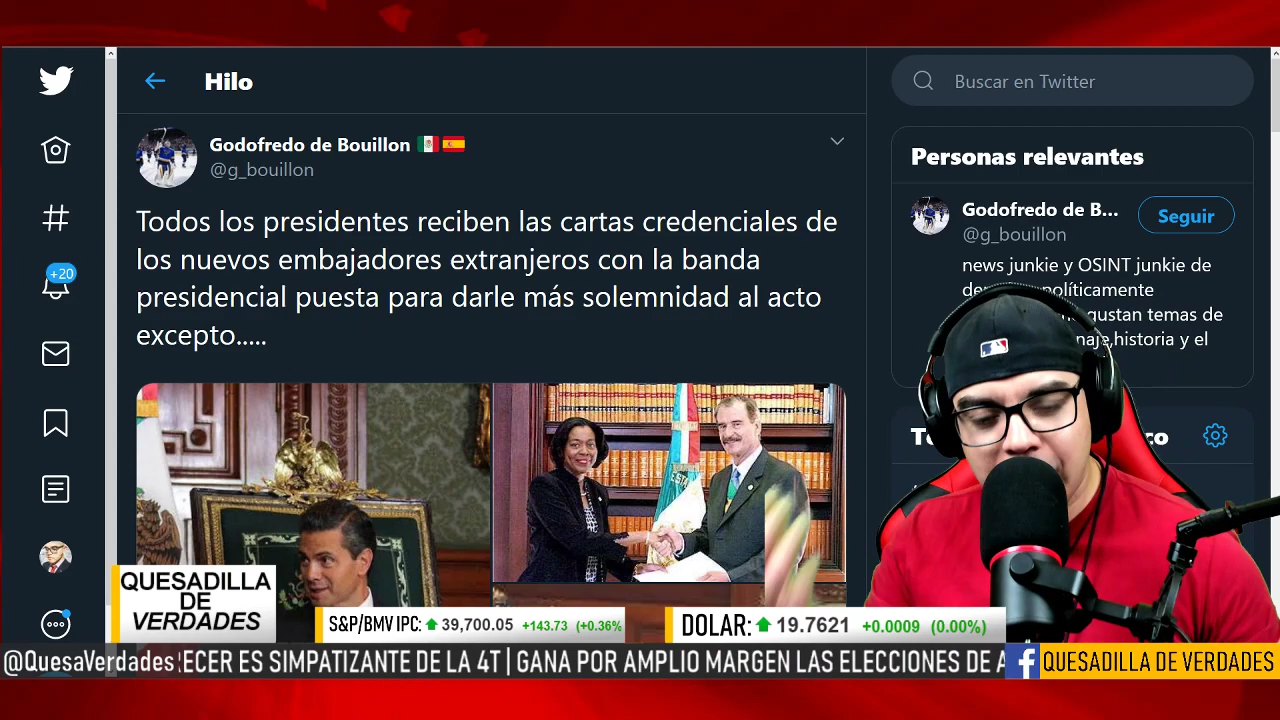 Hilo
Buscar en Twitter
Godofredo de Bouillon
@g_bouillon
Todos los presidentes reciben las cartas credenciales de
los nuevos embajadores extranjeros con la banda
presidencial puesta para darle más solemnidad al acto
excepto.....
Personas relevantes
Godofredo de B...
@g_bouillon
Seguir
news junkie y OSINT junkie de
políticamente
gustan temas de
historia y el
+20
QUESADILLA
DE
VERDADES
S&P/BMV IPC: 39,700.05 +143.73 (+0.36%)
DOLAR: 19.7621 +0.0009 (0.00%)
@QuesaVerdades ECER ES SIMPATIZANTE DE LA 4T | GANA POR AMPLIO MARGEN LAS ELECCIONES DE A
f QUESADILLA DE VERDADES